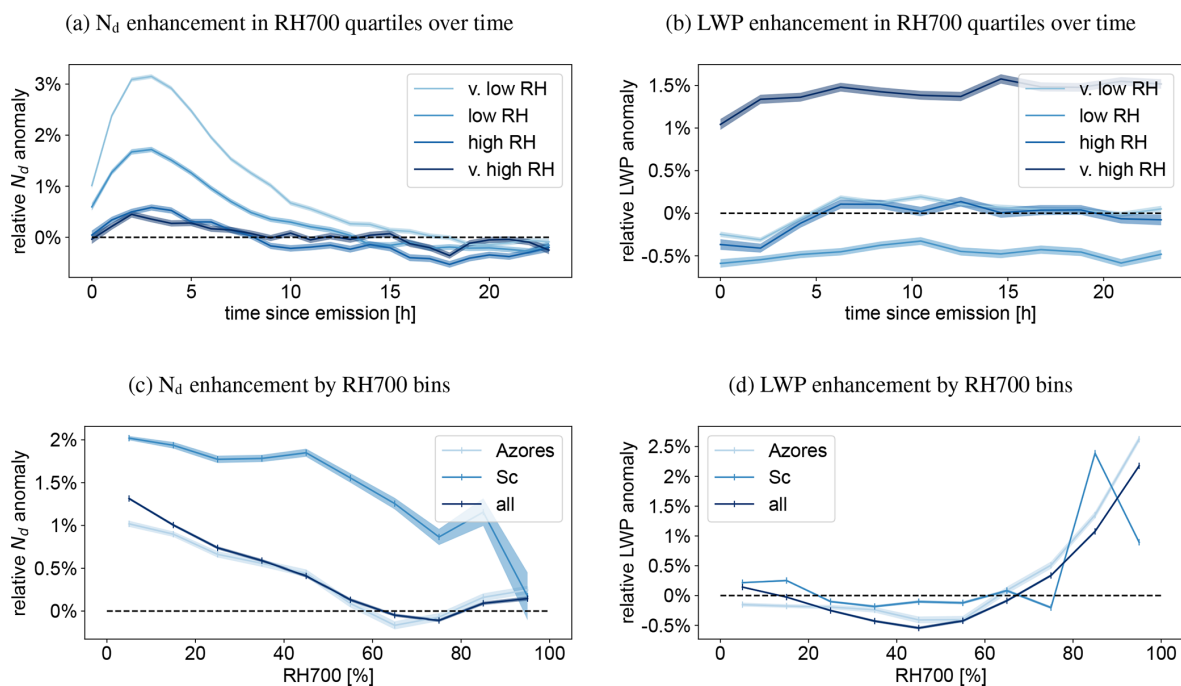 (a) Nd enhancement in RH700 quartiles over time
relative Nd anomaly
3%
2%
1%
0%
v. low RH
low RH
high RH
v. high RH
0 5 10 15 20
time since emission [h]
(b) LWP enhancement in RH700 quartiles over time
relative LWP anomaly
1.5%
1%
0.5%
0%
-0.5%
v. low RH
low RH
high RH
v. high RH
0 5 10 15 20
time since emission [h]
(c) Nd enhancement by RH700 bins
relative Nd anomaly
2%
1%
0.5%
0%
Azores
Sc
all
0 20 40 60 80 100
RH700 [%]
(d) LWP enhancement by RH700 bins
relative LWP anomaly
2.5%
2%
1.5%
1%
0.5%
0%
-0.5%
Azores
Sc
all
0 20 40 60 80 100
RH700 [%]